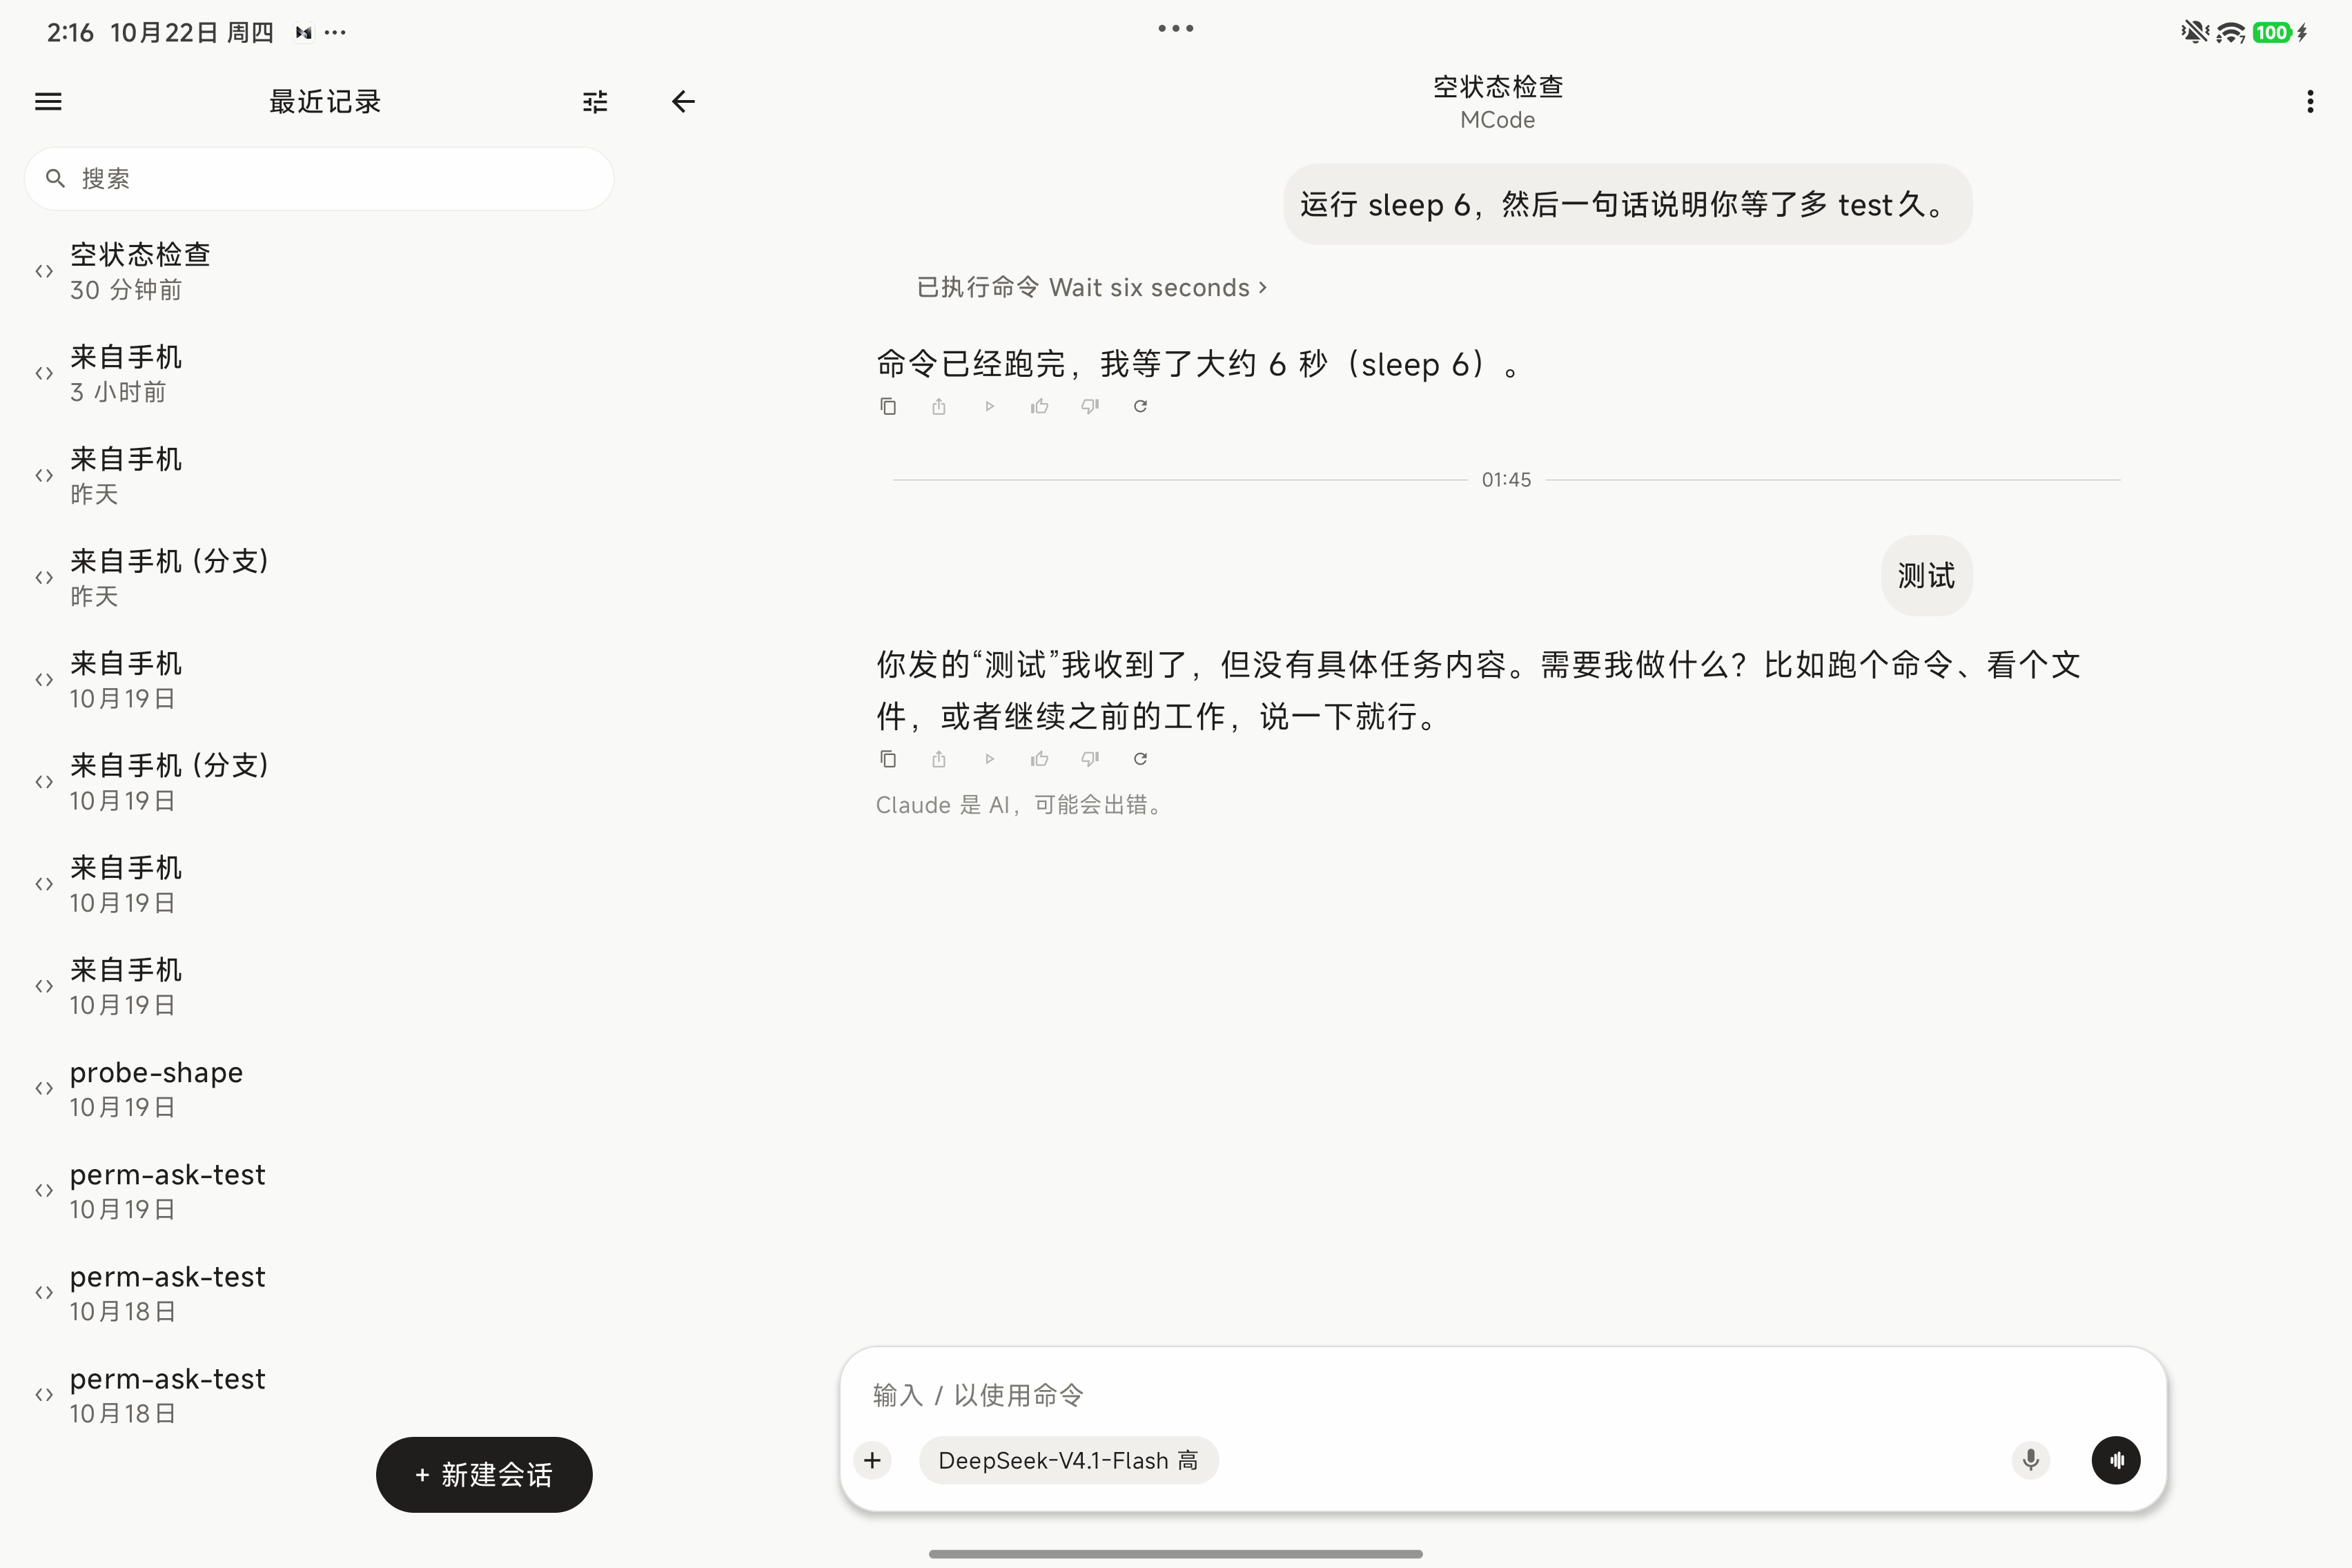 2:16 10月22日 周四
100
最近记录
搜索
空状态检查
30 分钟前
来自手机
3 小时前
来自手机
昨天
来自手机 (分支)
昨天
来自手机
10月19日
来自手机 (分支)
10月19日
来自手机
10月19日
来自手机
10月19日
probe-shape
10月19日
perm-ask-test
10月19日
perm-ask-test
10月18日
perm-ask-test
10月18日
+ 新建会话
空状态检查
MCode
运行 sleep 6，然后一句话说明你等了多 test久。
已执行命令 Wait six seconds ›
命令已经跑完，我等了大约 6 秒（sleep 6）。
01:45
测试
你发的“测试”我收到了，但没有具体任务内容。需要我做什么？比如跑个命令、看个文
件，或者继续之前的工作，说一下就行。
Claude 是 AI，可能会出错。
输入 / 以使用命令
DeepSeek-V4.1-Flash 高